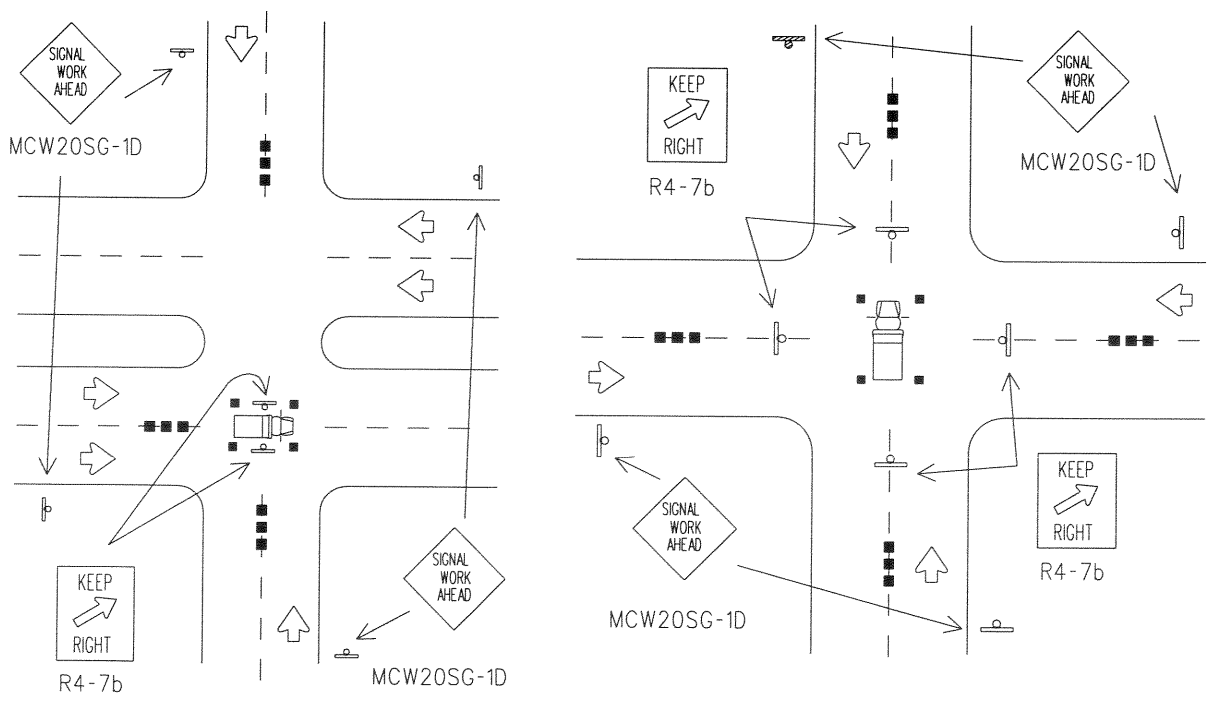 SIGNAL
WORK
AHEAD
MCW20SG-1D
KEEP
RIGHT
R4-7b
SIGNAL
WORK
AHEAD
MCW20SG-1D
KEEP
RIGHT
R4-7b
SIGNAL
WORK
AHEAD
MCW20SG-1D
SIGNAL
WORK
AHEAD
MCW20SG-1D
KEEP
RIGHT
R4-7b